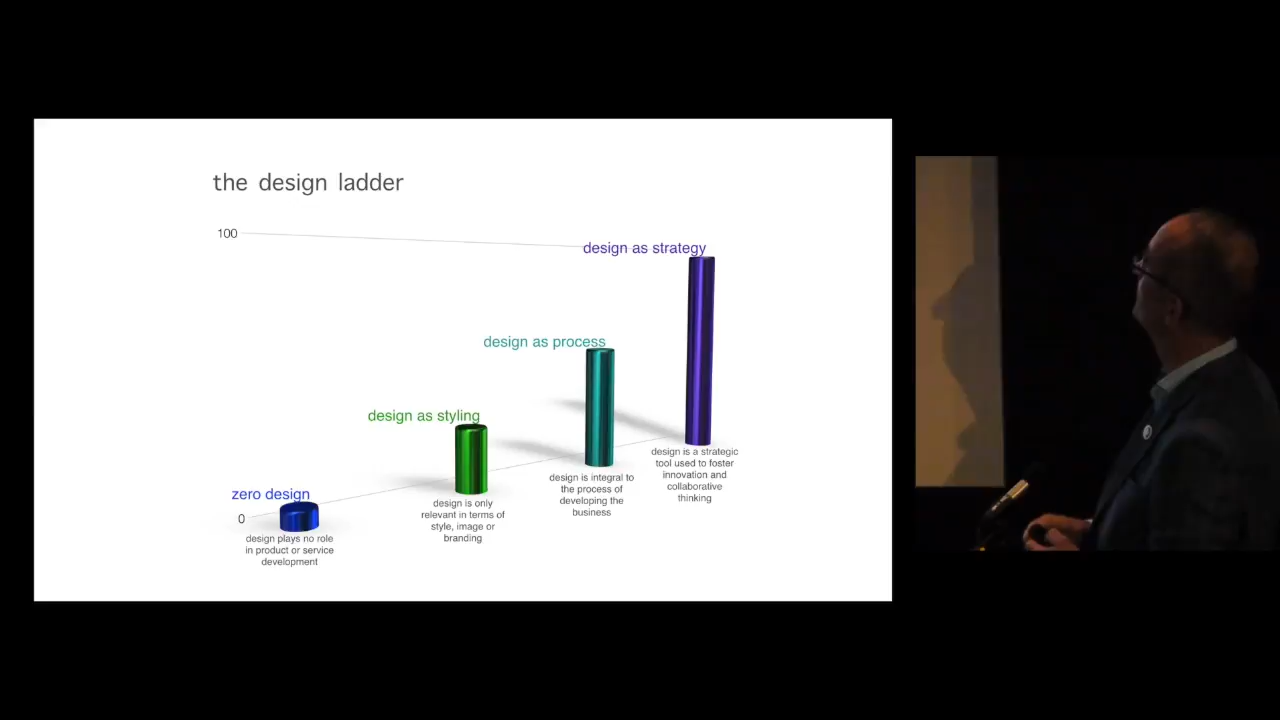 the design ladder
100
design as strategy
design as process
design as styling
zero design
0
design is a strategic
tool used to foster
innovation and
collaborative
thinking
design is integral to
the process of
developing the
business
design is only
relevant in terms of
style, image or
branding
design plays no role
in product or service
development